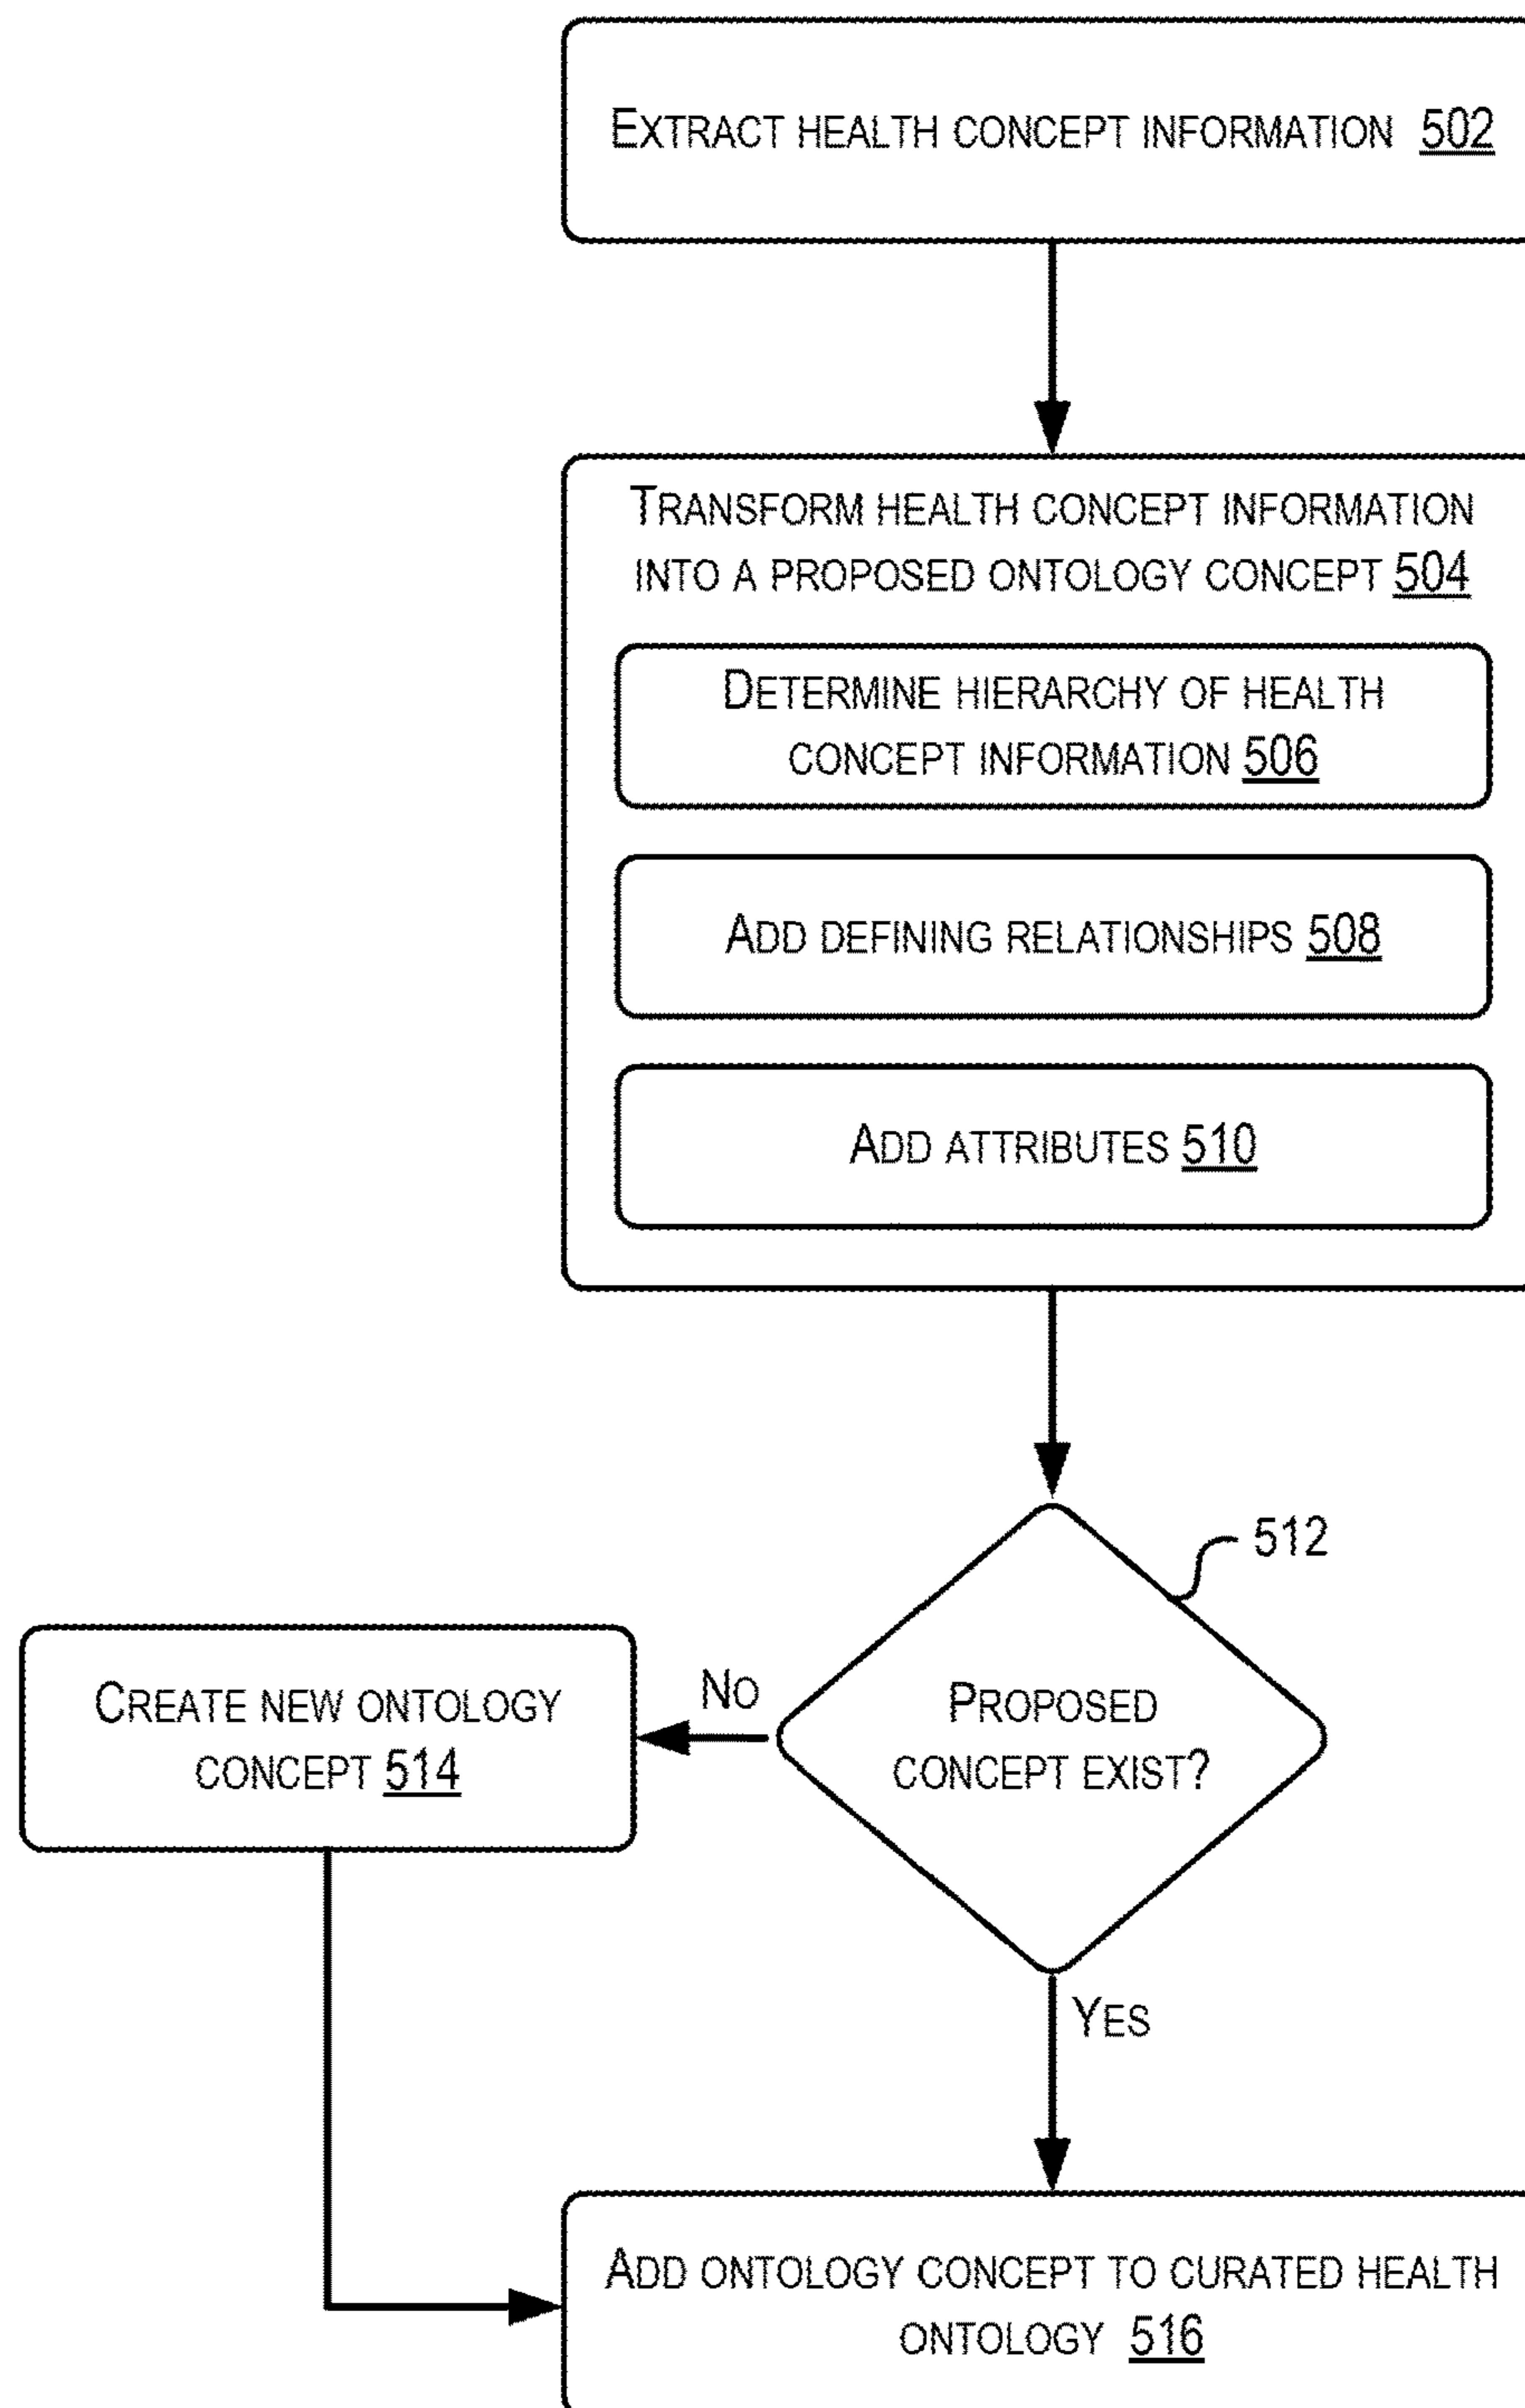 EXTRACT HEALTH CONCEPT INFORMATION 502
TRANSFORM HEALTH CONCEPT INFORMATION
INTO A PROPOSED ONTOLOGY CONCEPT 504
DETERMINE HIERARCHY OF HEALTH
CONCEPT INFORMATION 506
ADD DEFINING RELATIONSHIPS 508
ADD ATTRIBUTES 510
512
PROPOSED
CONCEPT EXIST?
NO
CREATE NEW ONTOLOGY
CONCEPT 514
YES
ADD ONTOLOGY CONCEPT TO CURATED HEALTH
ONTOLOGY 516